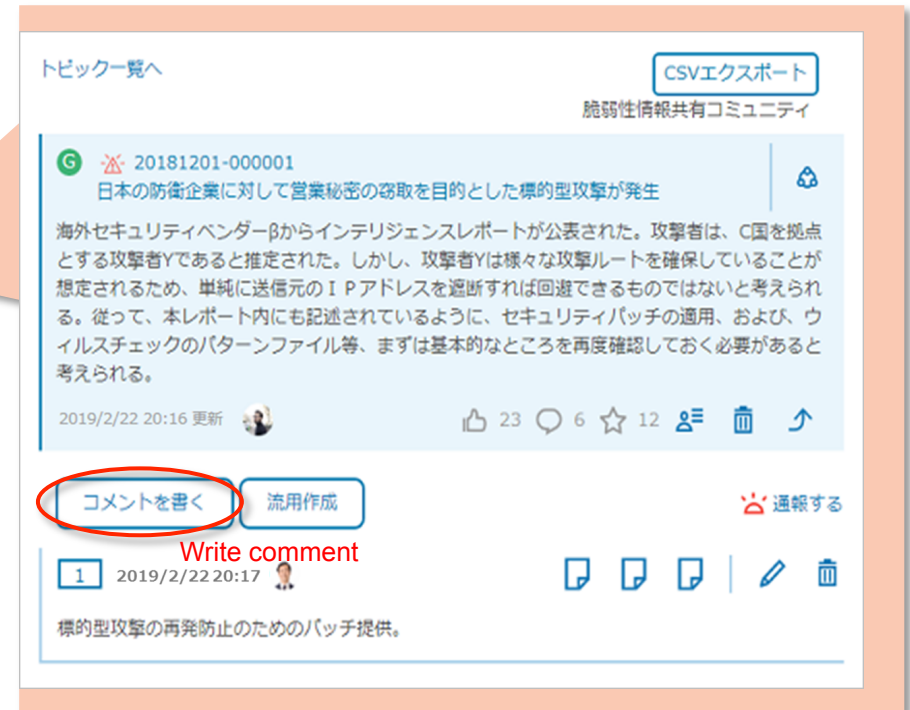 トピック一覧へ
CSVエクスポート
脆弱性情報共有コミュニティ
G 20181201-000001
日本の防衛企業に対して営業秘密の窃取を目的とした標的型攻撃が発生
海外セキュリティベンダーβからインテリジェンスレポートが公表された。攻撃者は、C国を拠点
とする攻撃者Yであると推定された。しかし、攻撃者Yは様々な攻撃ルートを確保していることが
想定されるため、単純に送信元のＩＰアドレスを遮断すれば回避できるものではないと考えられ
る。従って、本レポート内にも記述されているように、セキュリティパッチの適用、および、ウ
ィルスチェックのパターンファイル等、まずは基本的なところを再度確認しておく必要があると
考えられる。
2019/2/22 20:16 更新 23 6 12
コメントを書く 流用作成 通報する
Write comment
1 2019/2/22 20:17
標的型攻撃の再発防止のためのパッチ提供。